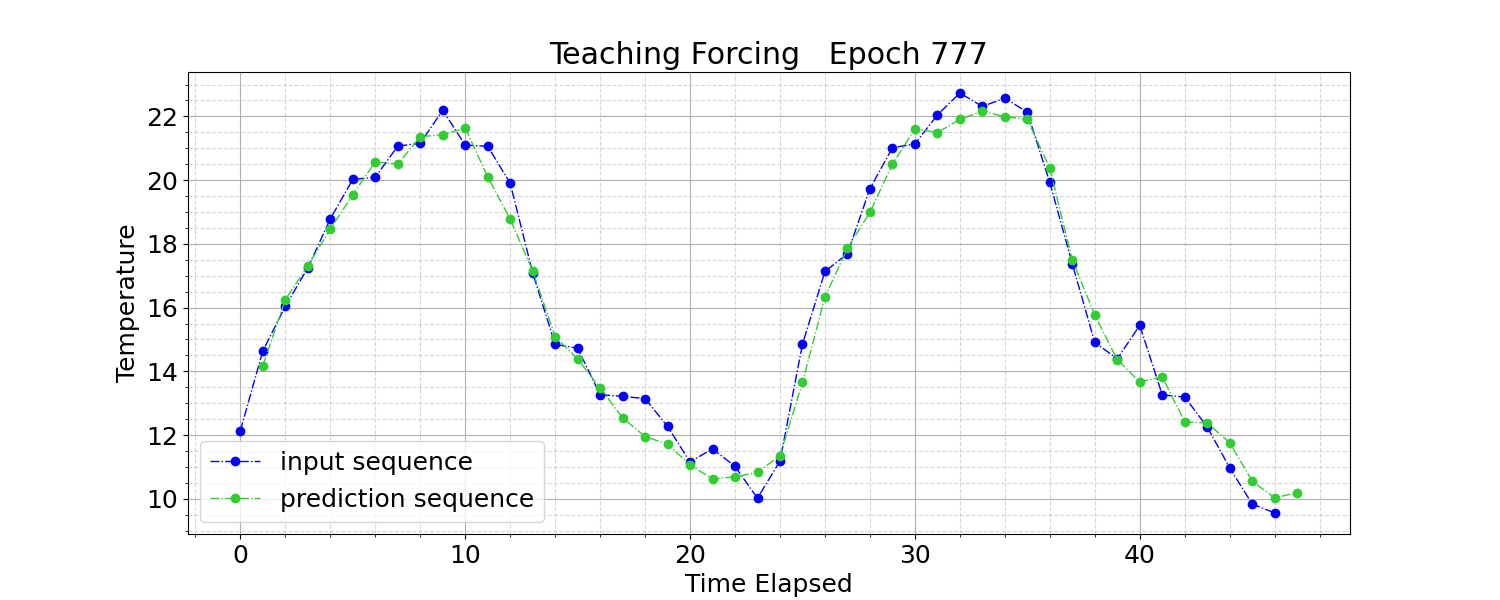 Teaching Forcing   Epoch 777
Temperature
22
20
18
16
14
12
10
input sequence
prediction sequence
0 10 20 30 40
Time Elapsed